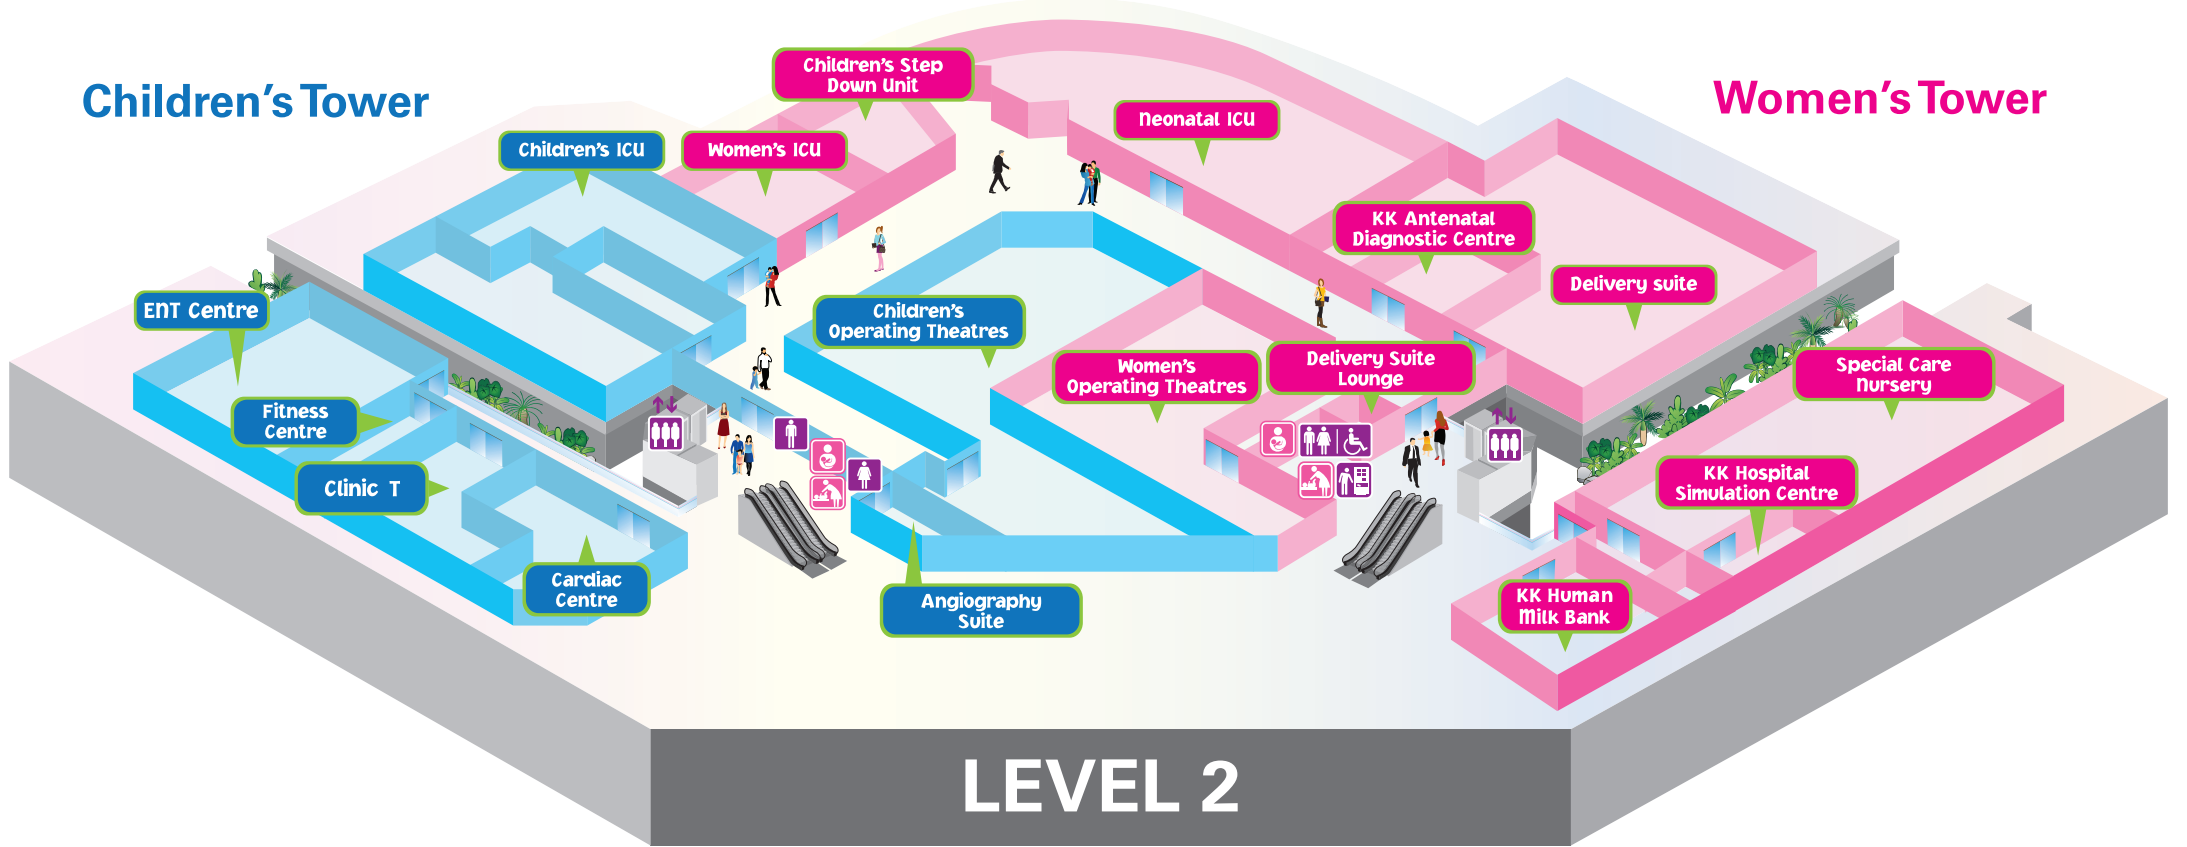 Children's Tower
Women's Tower
Children's Step
Down Unit
Neonatal ICU
Children's ICU
Women's ICU
KK Antenatal
Diagnostic Centre
Delivery suite
ENT Centre
Children's
Operating Theatres
Women's
Operating Theatres
Delivery Suite
Lounge
Special Care
Nursery
Fitness
Centre
Clinic T
KK Hospital
Simulation Centre
Cardiac
Centre
Angiography
Suite
KK Human
Milk Bank
LEVEL 2